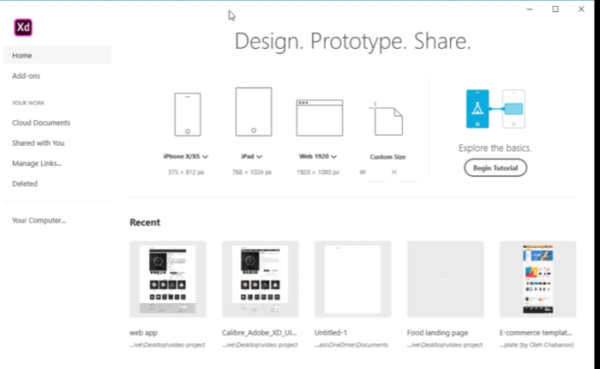 Xd
Design. Prototype. Share.
Home
Add-ons
YOUR WORK
Cloud Documents
Shared with You
Manage Links...
Deleted
Your Computer...
iPhone X/XS
375 × 812 px
iPad
768 × 1024 px
Web 1920
1920 × 1080 px
Custom Size
W H
Explore the basics.
Begin Tutorial
Recent
web app
...ive\Desktop\video project
Calibre_Adobe_XD_UI...
...ive\Desktop\video project
Untitled-1
...als\OneDrive\Documents
Food landing page
...ive\Desktop\video project
E-commerce templat...
...plate (by Oleh Chabanov)